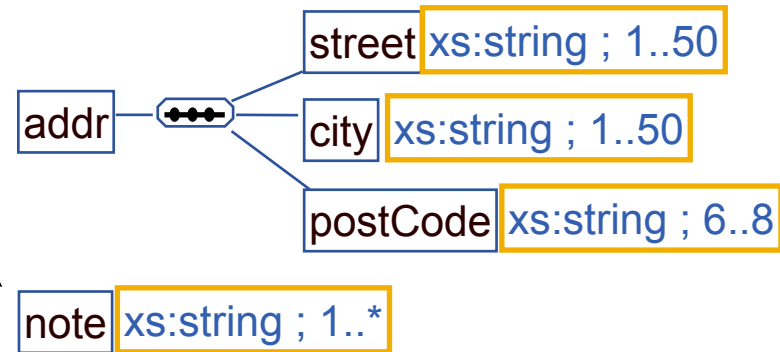 street xs:string ; 1..50
addr
city xs:string ; 1..50
postCode xs:string ; 6..8
note xs:string ; 1..*